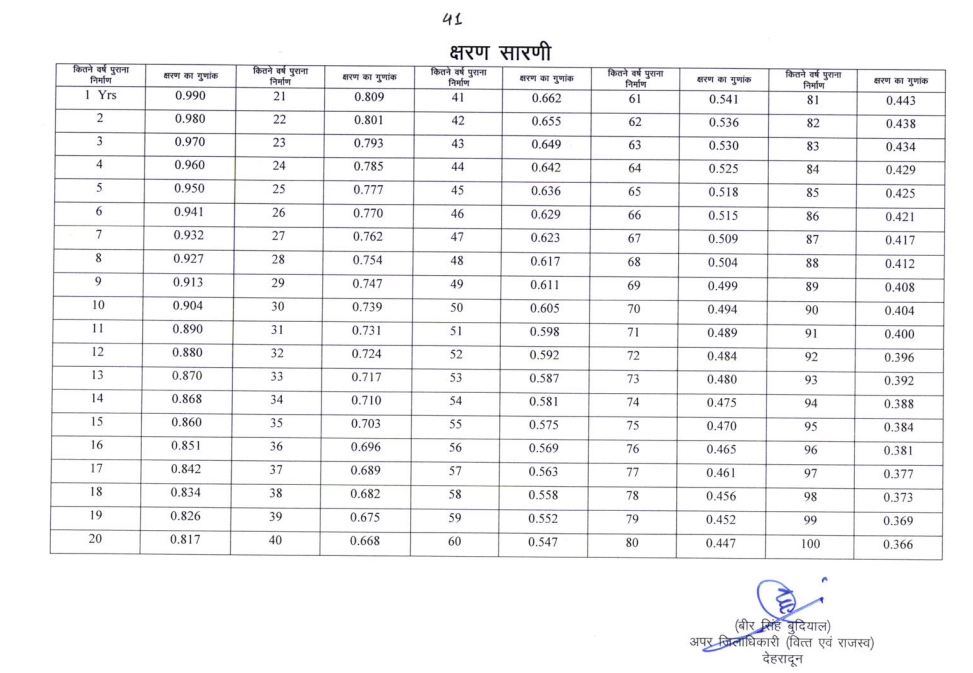 41
क्षरण सारणी
कितने वर्ष पुराना निर्माण क्षरण का गुणांक कितने वर्ष पुराना निर्माण क्षरण का गुणांक कितने वर्ष पुराना निर्माण क्षरण का गुणांक कितने वर्ष पुराना निर्माण क्षरण का गुणांक कितने वर्ष पुराना निर्माण क्षरण का गुणांक
1 Yrs 0.990 21 0.809 41 0.662 61 0.541 81 0.443
2 0.980 22 0.801 42 0.655 62 0.536 82 0.438
3 0.970 23 0.793 43 0.649 63 0.530 83 0.434
4 0.960 24 0.785 44 0.642 64 0.525 84 0.429
5 0.950 25 0.777 45 0.636 65 0.518 85 0.425
6 0.941 26 0.770 46 0.629 66 0.515 86 0.421
7 0.932 27 0.762 47 0.623 67 0.509 87 0.417
8 0.927 28 0.754 48 0.617 68 0.504 88 0.412
9 0.913 29 0.747 49 0.611 69 0.499 89 0.408
10 0.904 30 0.739 50 0.605 70 0.494 90 0.404
11 0.890 31 0.731 51 0.598 71 0.489 91 0.400
12 0.880 32 0.724 52 0.592 72 0.484 92 0.396
13 0.870 33 0.717 53 0.587 73 0.480 93 0.392
14 0.868 34 0.710 54 0.581 74 0.475 94 0.388
15 0.860 35 0.703 55 0.575 75 0.470 95 0.384
16 0.851 36 0.696 56 0.569 76 0.465 96 0.381
17 0.842 37 0.689 57 0.563 77 0.461 97 0.377
18 0.834 38 0.682 58 0.558 78 0.456 98 0.373
19 0.826 39 0.675 59 0.552 79 0.452 99 0.369
20 0.817 40 0.668 60 0.547 80 0.447 100 0.366
(बीर सिंह बुदियाल)
अपर जिलाधिकारी (वित्त एवं राजस्व)
देहरादून